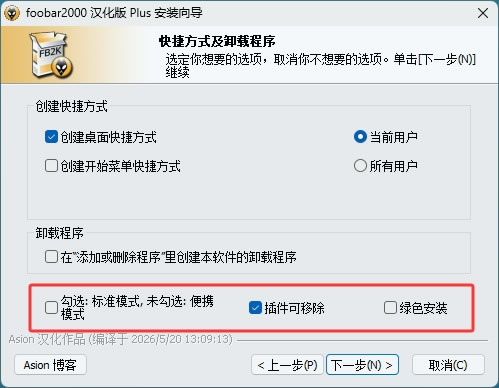 foobar2000 汉化版 Plus 安装向导
FB2K
快捷方式及卸载程序
选定你想要的选项，取消你不想要的选项。单击[下一步(N)]
继续
创建快捷方式
创建桌面快捷方式
当前用户
创建开始菜单快捷方式
所有用户
卸载程序
在“添加或删除程序”里创建本软件的卸载程序
勾选: 标准模式, 未勾选: 便携
模式
插件可移除
绿色安装
Asion 汉化作品 (编译于 2026/5/20 13:09:13)
Asion 博客
< 上一步(P)
下一步(N) >
取消(C)